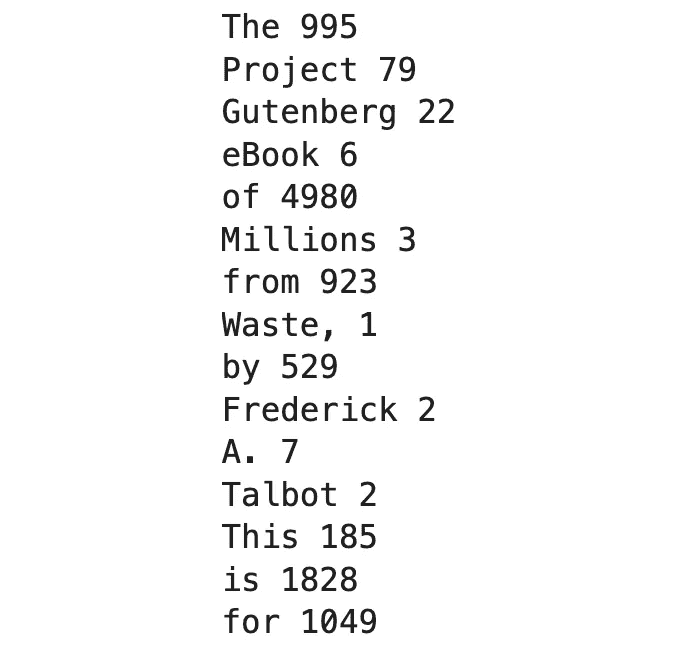 The 995
Project 79
Gutenberg 22
eBook 6
of 4980
Millions 3
from 923
Waste, 1
by 529
Frederick 2
A. 7
Talbot 2
This 185
is 1828
for 1049